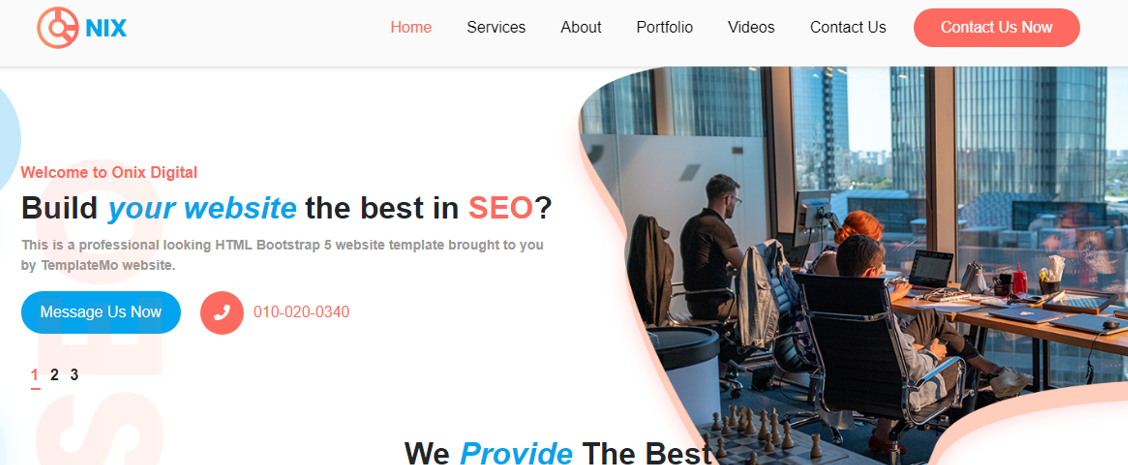 NIX
Home Services About Portfolio Videos Contact Us Contact Us Now
Welcome to Onix Digital
Build your website the best in SEO?
This is a professional looking HTML Bootstrap 5 website template brought to you
by TemplateMo website.
Message Us Now 010-020-0340
1 2 3
SEO
We Provide The Best